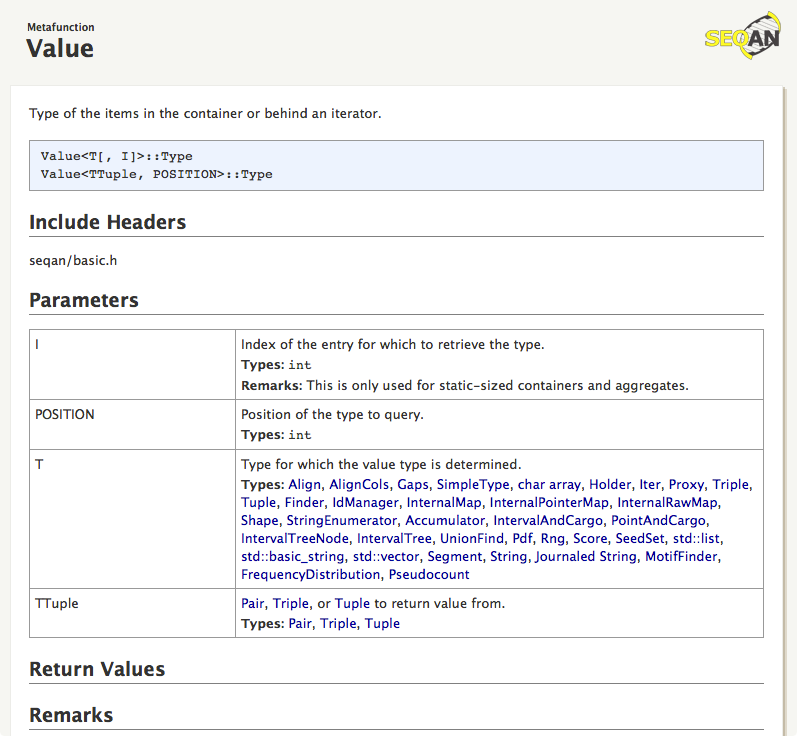 Metafunction
Value
SEQAN
Type of the items in the container or behind an iterator.
Value<T[, I]>::Type
Value<TTuple, POSITION>::Type
Include Headers
seqan/basic.h
Parameters
I
Index of the entry for which to retrieve the type.
Types: int
Remarks: This is only used for static-sized containers and aggregates.
POSITION
Position of the type to query.
Types: int
T
Type for which the value type is determined.
Types: Align, AlignCols, Gaps, SimpleType, char array, Holder, Iter, Proxy, Triple,
Tuple, Finder, IdManager, InternalMap, InternalPointerMap, InternalRawMap,
Shape, StringEnumerator, Accumulator, IntervalAndCargo, PointAndCargo,
IntervalTreeNode, IntervalTree, UnionFind, Pdf, Rng, Score, SeedSet, std::list,
std::basic_string, std::vector, Segment, String, Journaled String, MotifFinder,
FrequencyDistribution, Pseudocount
TTuple
Pair, Triple, or Tuple to return value from.
Types: Pair, Triple, Tuple
Return Values
Remarks